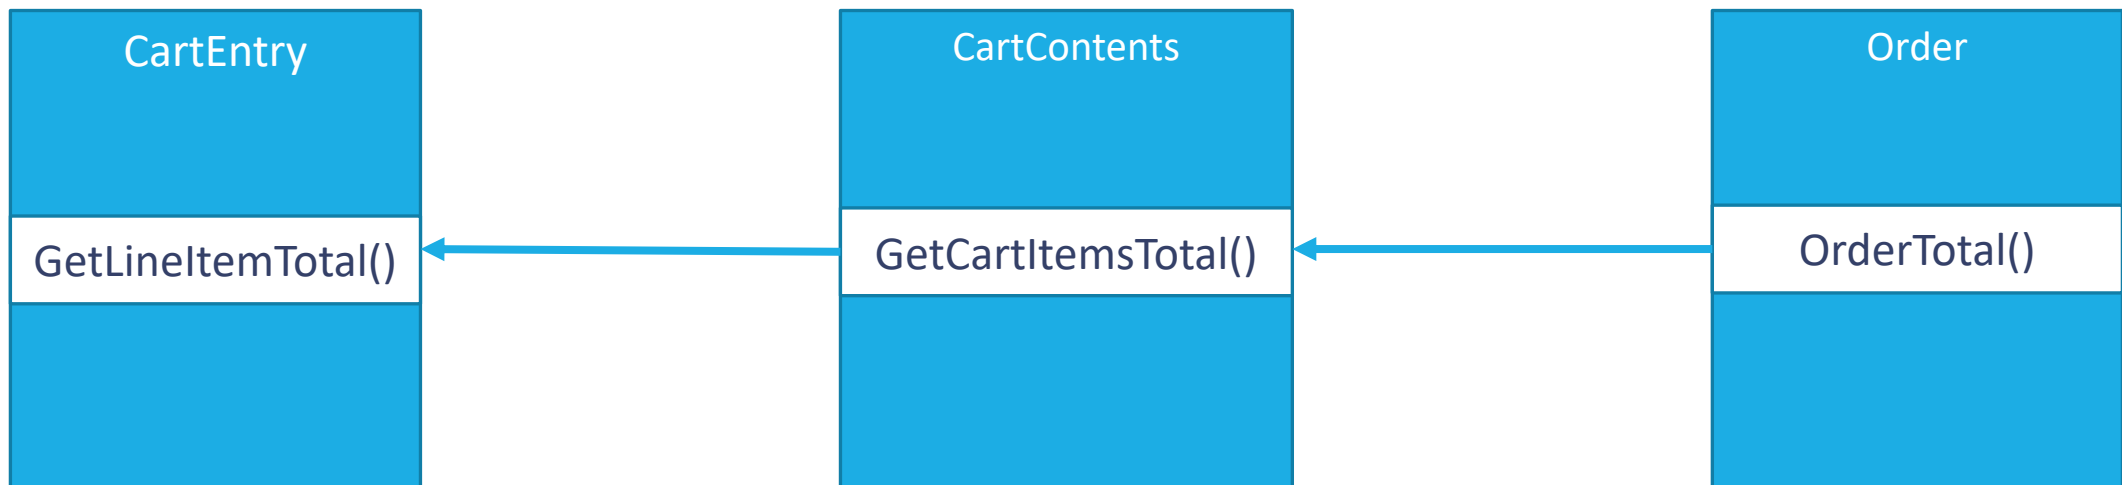 CartEntry
CartContents
Order
GetLineItemTotal()
GetCartItemsTotal()
OrderTotal()